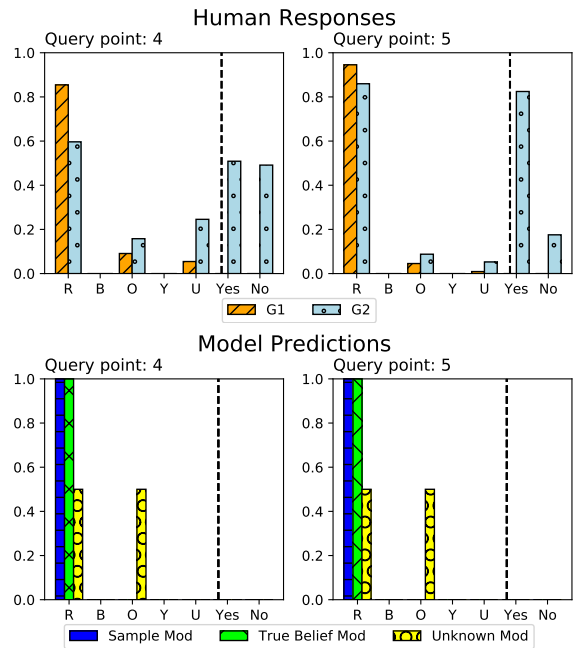 Human Responses
Query point: 4
Query point: 5
1.0
0.8
0.6
0.4
0.2
0.0
R B O Y U Yes No
1.0
0.8
0.6
0.4
0.2
0.0
R B O Y U Yes No
G1 G2
Model Predictions
Query point: 4
Query point: 5
1.0
0.8
0.6
0.4
0.2
0.0
R B O Y U Yes No
1.0
0.8
0.6
0.4
0.2
0.0
R B O Y U Yes No
Sample Mod True Belief Mod Unknown Mod